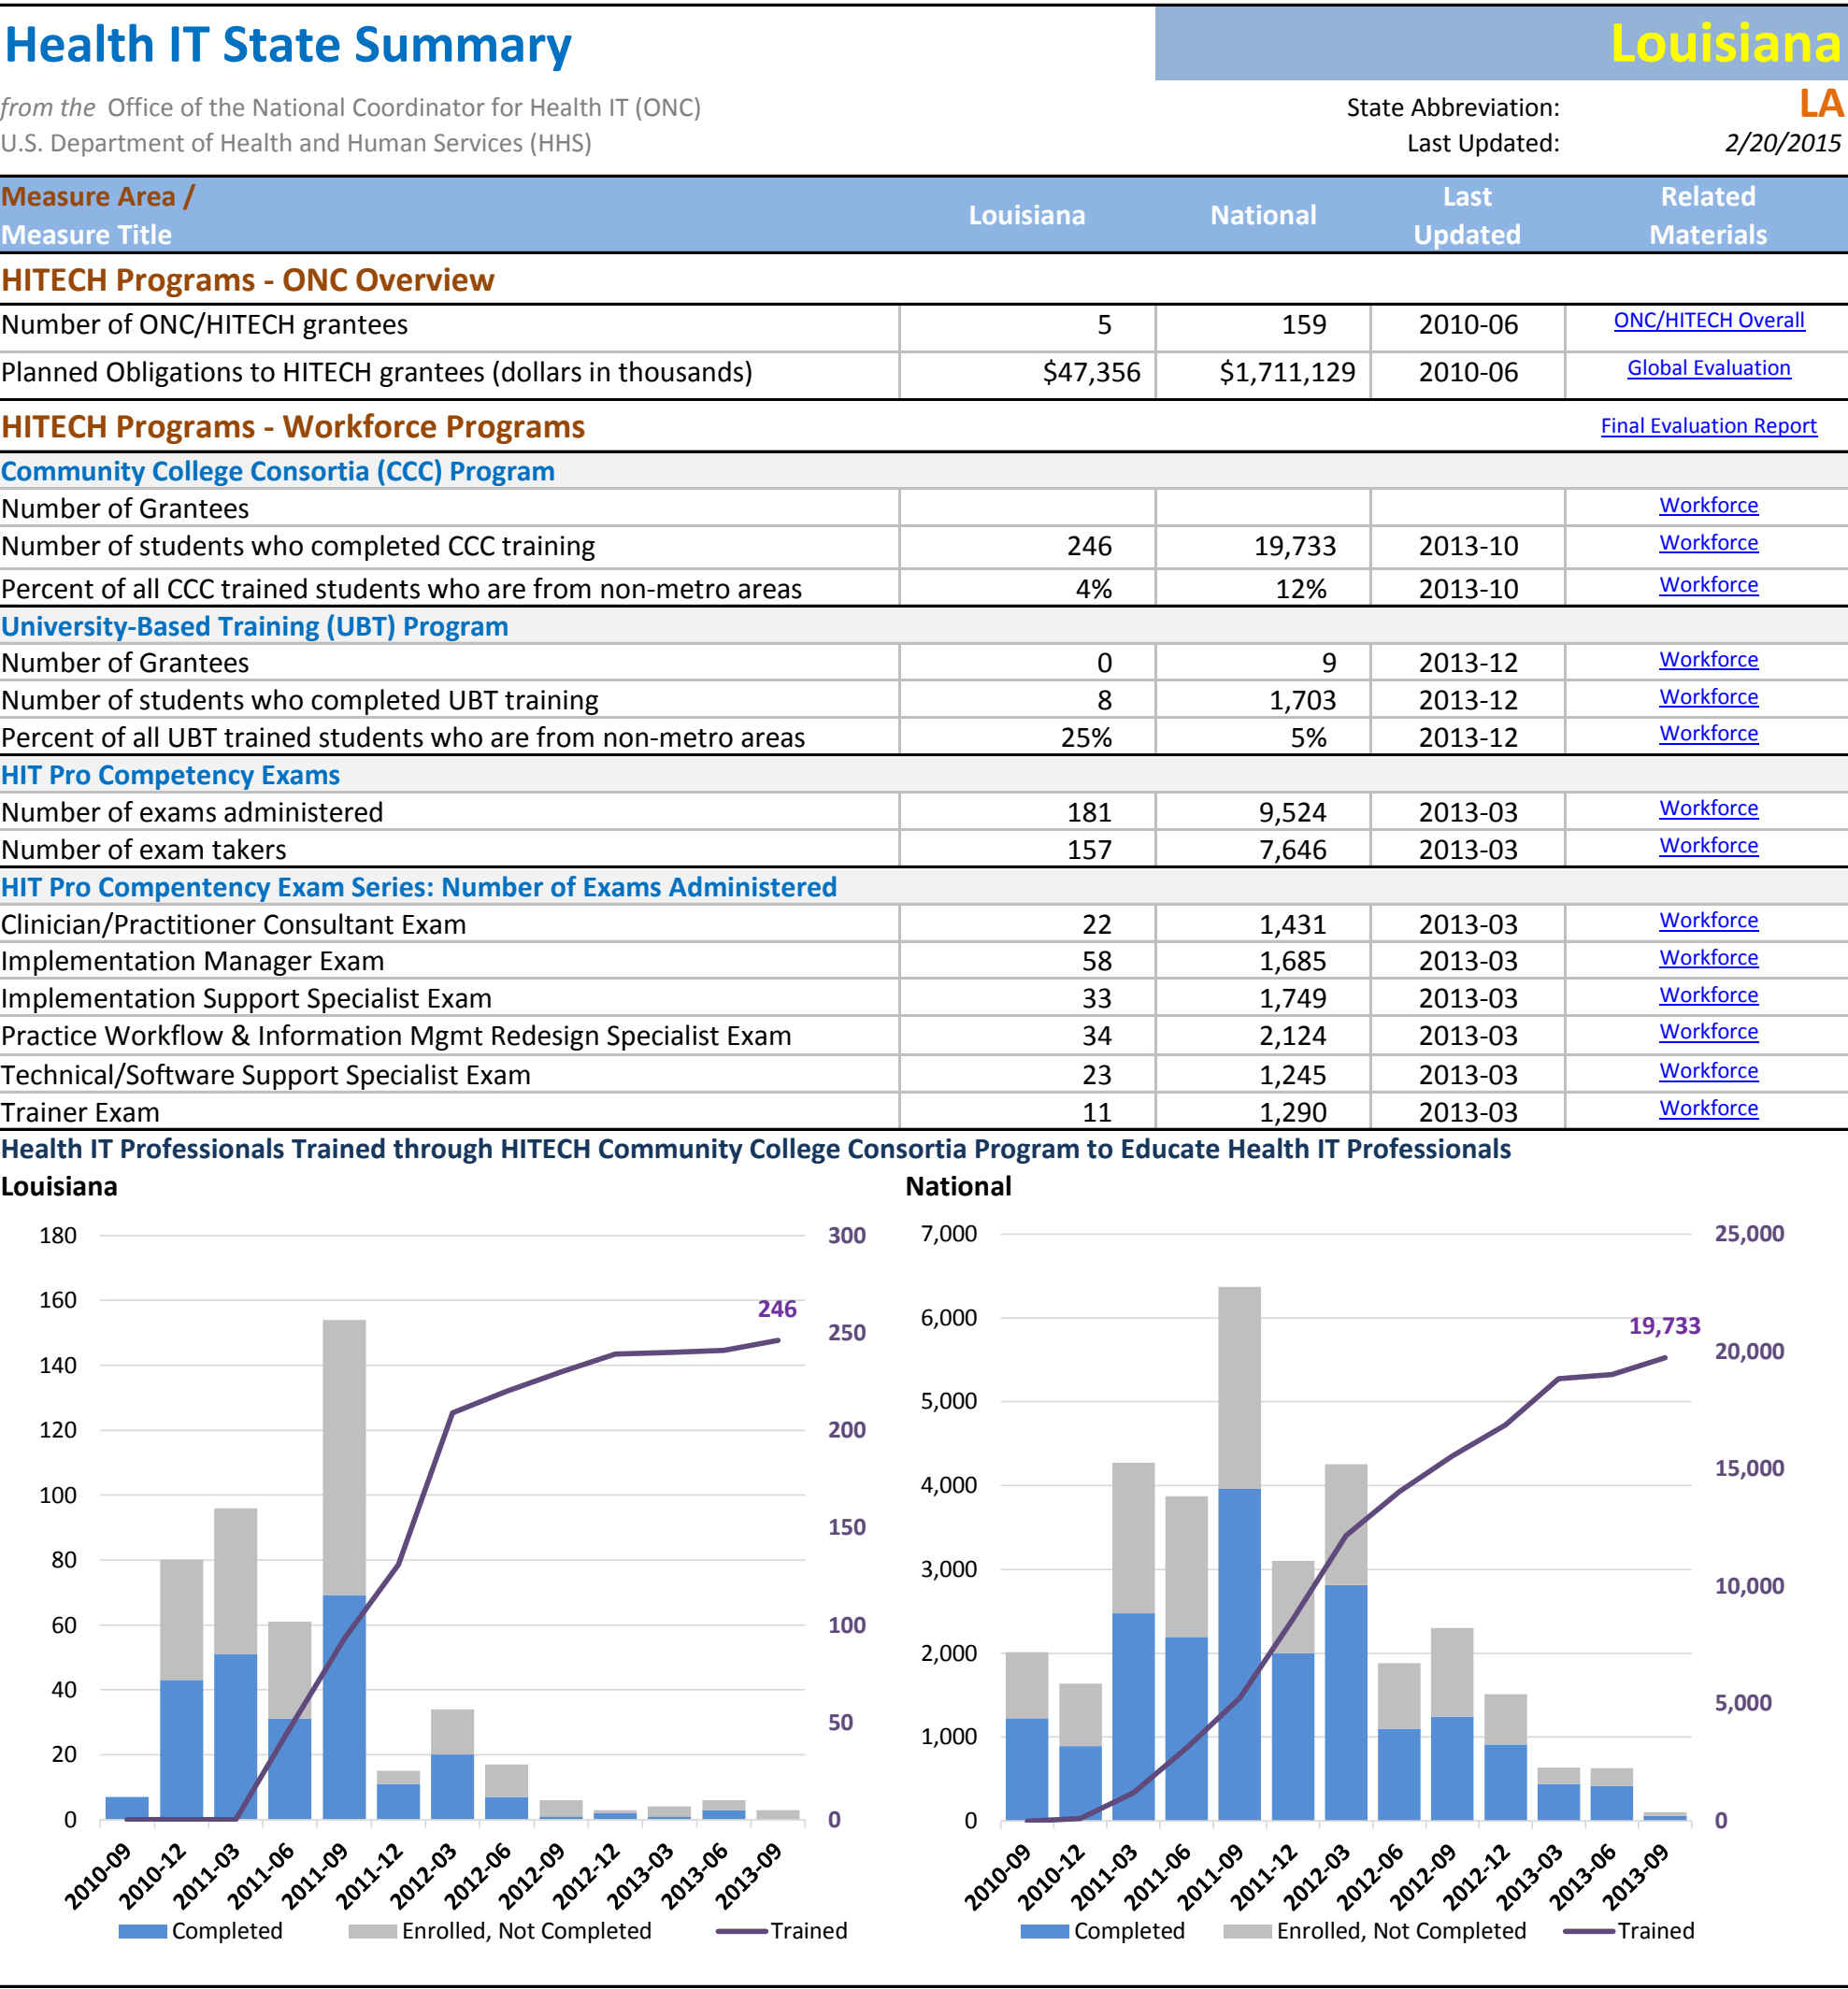 Health IT State Summary
Louisiana
from the Office of the National Coordinator for Health IT (ONC)
State Abbreviation: LA
U.S. Department of Health and Human Services (HHS)
Last Updated: 2/20/2015
Measure Area /
Measure Title
Louisiana
National
Last
Updated
Related
Materials
HITECH Programs - ONC Overview
Number of ONC/HITECH grantees 5 159 2010-06 ONC/HITECH Overall
Planned Obligations to HITECH grantees (dollars in thousands) $47,356 $1,711,129 2010-06 Global Evaluation
HITECH Programs - Workforce Programs Final Evaluation Report
Community College Consortia (CCC) Program
Number of Grantees Workforce
Number of students who completed CCC training 246 19,733 2013-10 Workforce
Percent of all CCC trained students who are from non-metro areas 4% 12% 2013-10 Workforce
University-Based Training (UBT) Program
Number of Grantees 0 9 2013-12 Workforce
Number of students who completed UBT training 8 1,703 2013-12 Workforce
Percent of all UBT trained students who are from non-metro areas 25% 5% 2013-12 Workforce
HIT Pro Competency Exams
Number of exams administered 181 9,524 2013-03 Workforce
Number of exam takers 157 7,646 2013-03 Workforce
HIT Pro Compentency Exam Series: Number of Exams Administered
Clinician/Practitioner Consultant Exam 22 1,431 2013-03 Workforce
Implementation Manager Exam 58 1,685 2013-03 Workforce
Implementation Support Specialist Exam 33 1,749 2013-03 Workforce
Practice Workflow & Information Mgmt Redesign Specialist Exam 34 2,124 2013-03 Workforce
Technical/Software Support Specialist Exam 23 1,245 2013-03 Workforce
Trainer Exam 11 1,290 2013-03 Workforce
Health IT Professionals Trained through HITECH Community College Consortia Program to Educate Health IT Professionals
Louisiana
180
160
140
120
100
80
60
40
20
0
300
250
200
150
100
50
0
246
2010-09 2010-12 2011-03 2011-06 2011-09 2011-12 2012-03 2012-06 2012-09 2012-12 2013-03 2013-06 2013-09
Completed Enrolled, Not Completed Trained
National
7,000
6,000
5,000
4,000
3,000
2,000
1,000
0
25,000
20,000
15,000
10,000
5,000
0
19,733
2010-09 2010-12 2011-03 2011-06 2011-09 2011-12 2012-03 2012-06 2012-09 2012-12 2013-03 2013-06 2013-09
Completed Enrolled, Not Completed Trained